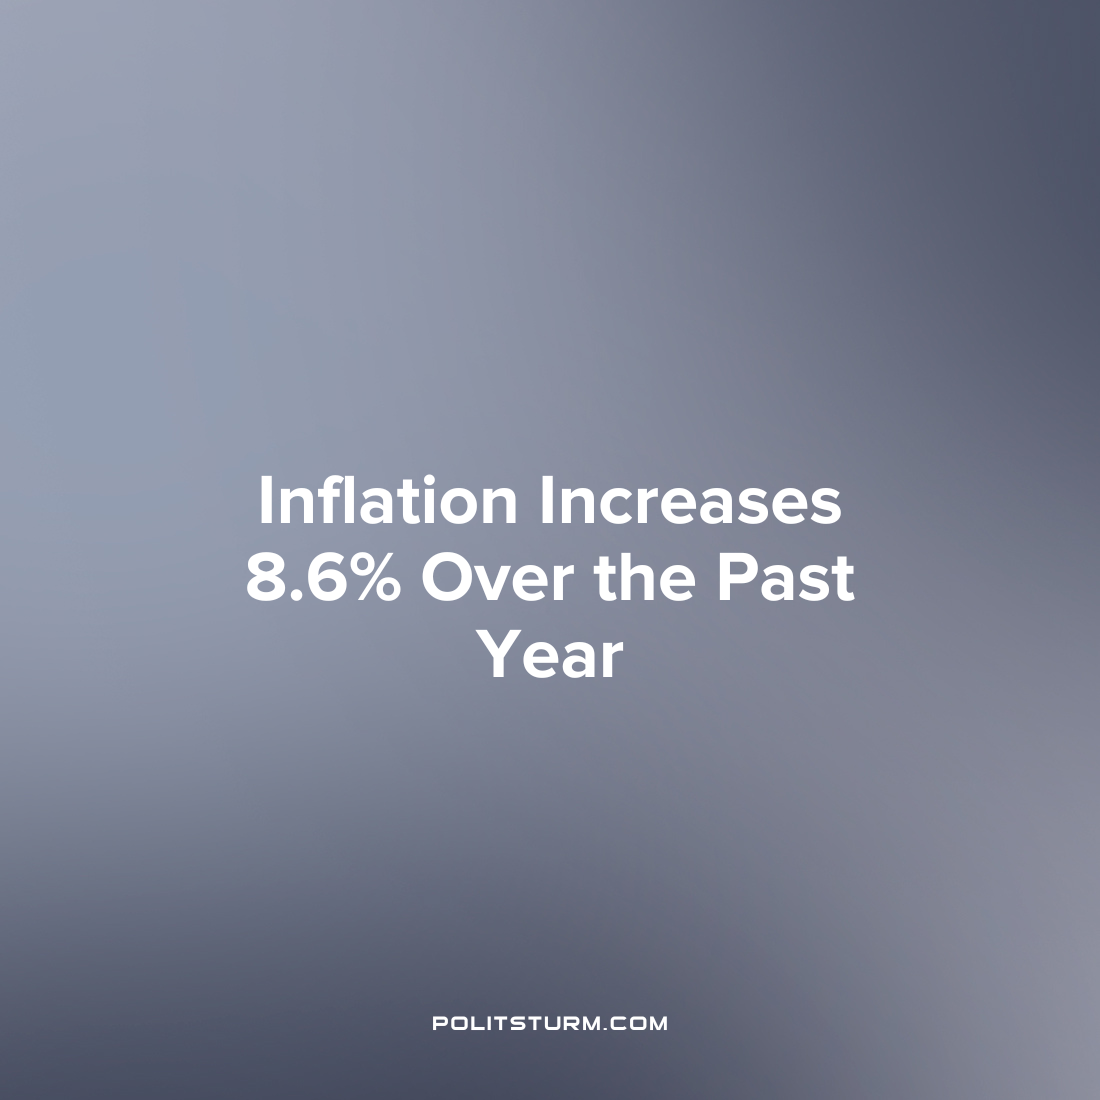 Inflation Increases
8.6% Over the Past
Year
POLITSTURM.COM